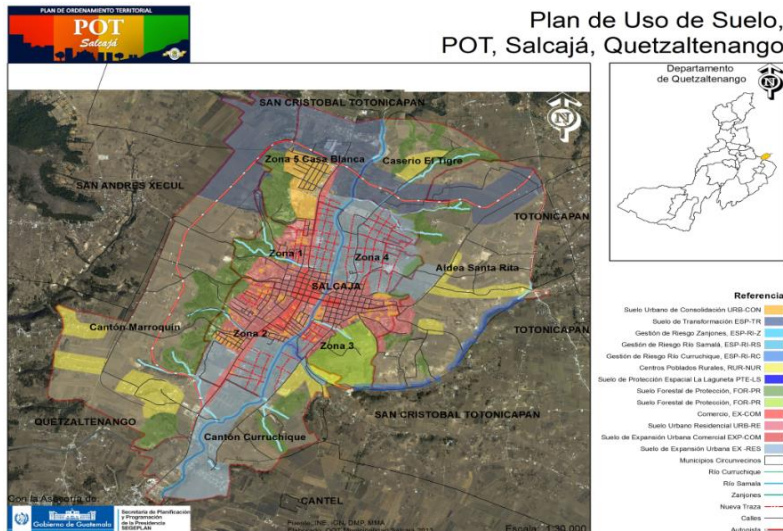 PLAN DE ORDENAMIENTO TERRITORIAL
POT
Salcajá
Plan de Uso de Suelo,
POT, Salcajá, Quetzaltenango
Departamento
de Quetzaltenango
N
N
SAN CRISTOBAL TOTONICAPAN
Zona 5 Casa Blanca
Caserio El Tigre
SAN ANDRES XECUL
TOTONICAPAN
Zona 1
Zona 4
Aldea Santa Rita
SALCAJA
Cantón Marroquín
TOTONICAPAN
Zona 2
Zona 3
QUETZALTENANGO
SAN CRISTOBAL TOTONICAPAN
Cantón Curruchique
CANTEL
Referencia
Suelo Urbano de Consolidación URB-CON
Suelo de Transformación ESP-TR
Gestión de Riesgo Zanjones, ESP-RI-Z
Gestión de Riesgo Río Samalá, ESP-RI-RS
Gestión de Riesgo Río Curruchique, ESP-RI-RC
Centros Poblados Rurales, RUR-NUR
Suelo de Protección Espacial La Laguneta PTE-LS
Suelo Forestal de Protección, FOR-PR
Suelo Forestal de Protección, FOR-PR
Comercio, EX-COM
Suelo Urbano Residencial URB-RE
Suelo de Expansión Urbana Comercial EXP-COM
Suelo de Expansión Urbana EX -RES
Municipios Circunvecinos
Río Curruchique
Río Samala
Zanjones
Nueva Traza
Calles
Autopista
Con la Asesoría de:
Gobierno de Guatemala
Secretaría de Planificación
y Programación
de la Presidencia
SEGEPLAN
Fuente: INE, IGN, DMP, MMA
Escala: 1:30,000